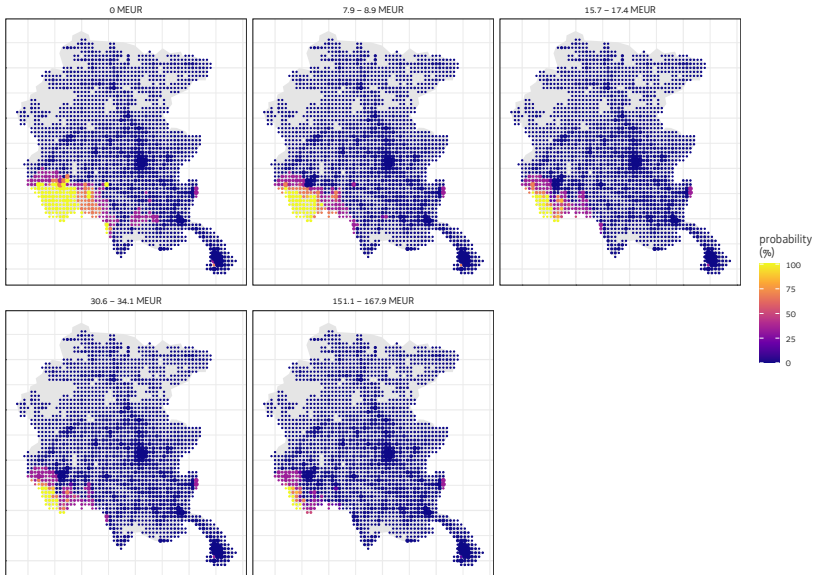 0 MEUR
7.9 – 8.9 MEUR
15.7 – 17.4 MEUR
probability
(%)
100
75
50
25
0
30.6 – 34.1 MEUR
151.1 – 167.9 MEUR